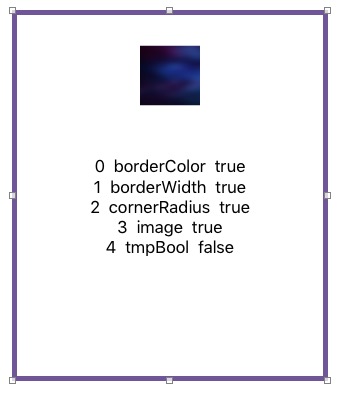 0 borderColor true
1 borderWidth true
2 cornerRadius true
3 image true
4 tmpBool false